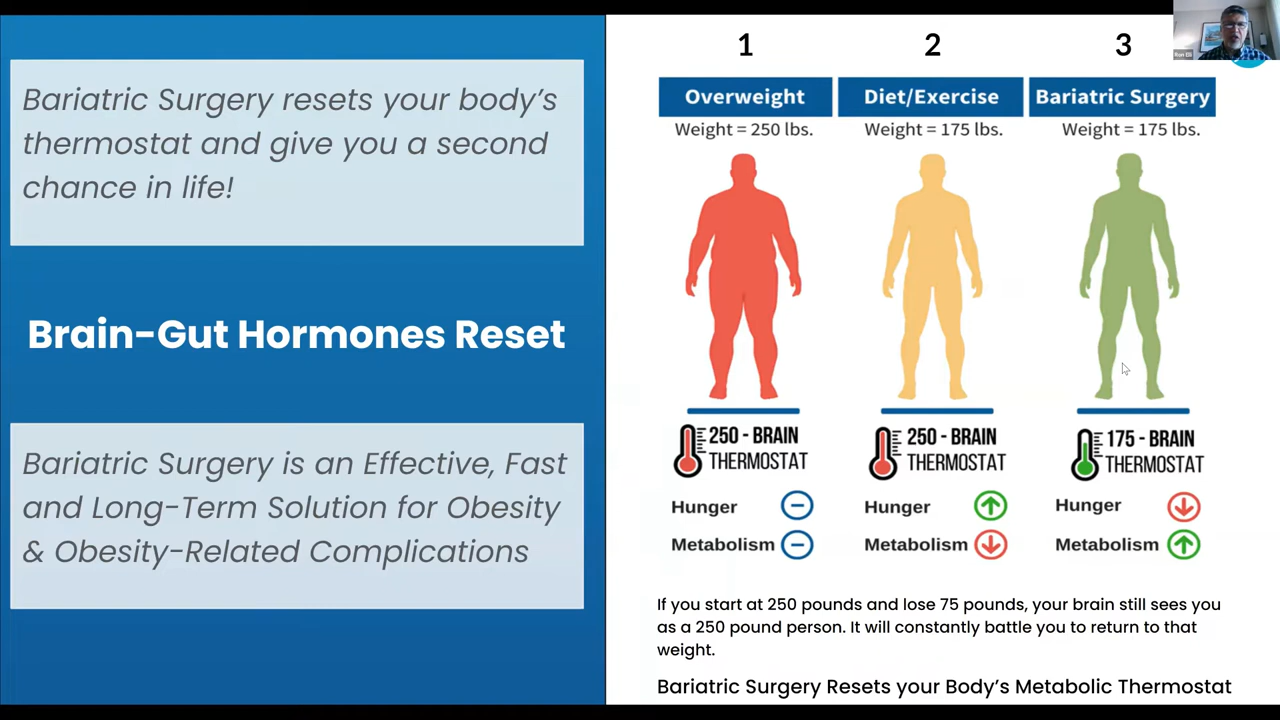 Bariatric Surgery resets your body's
thermostat and give you a second
chance in life!
Brain-Gut Hormones Reset
Bariatric Surgery is an Effective, Fast
and Long-Term Solution for Obesity
& Obesity-Related Complications
1
2
3
Overweight
Diet/Exercise
Bariatric Surgery
Weight = 250 lbs.
Weight = 175 lbs.
Weight = 175 lbs.
250 - BRAIN
THERMOSTAT
250 - BRAIN
THERMOSTAT
175 - BRAIN
THERMOSTAT
Hunger
Hunger
Hunger
Metabolism
Metabolism
Metabolism
If you start at 250 pounds and lose 75 pounds, your brain still sees you
as a 250 pound person. It will constantly battle you to return to that
weight.
Bariatric Surgery Resets your Body's Metabolic Thermostat